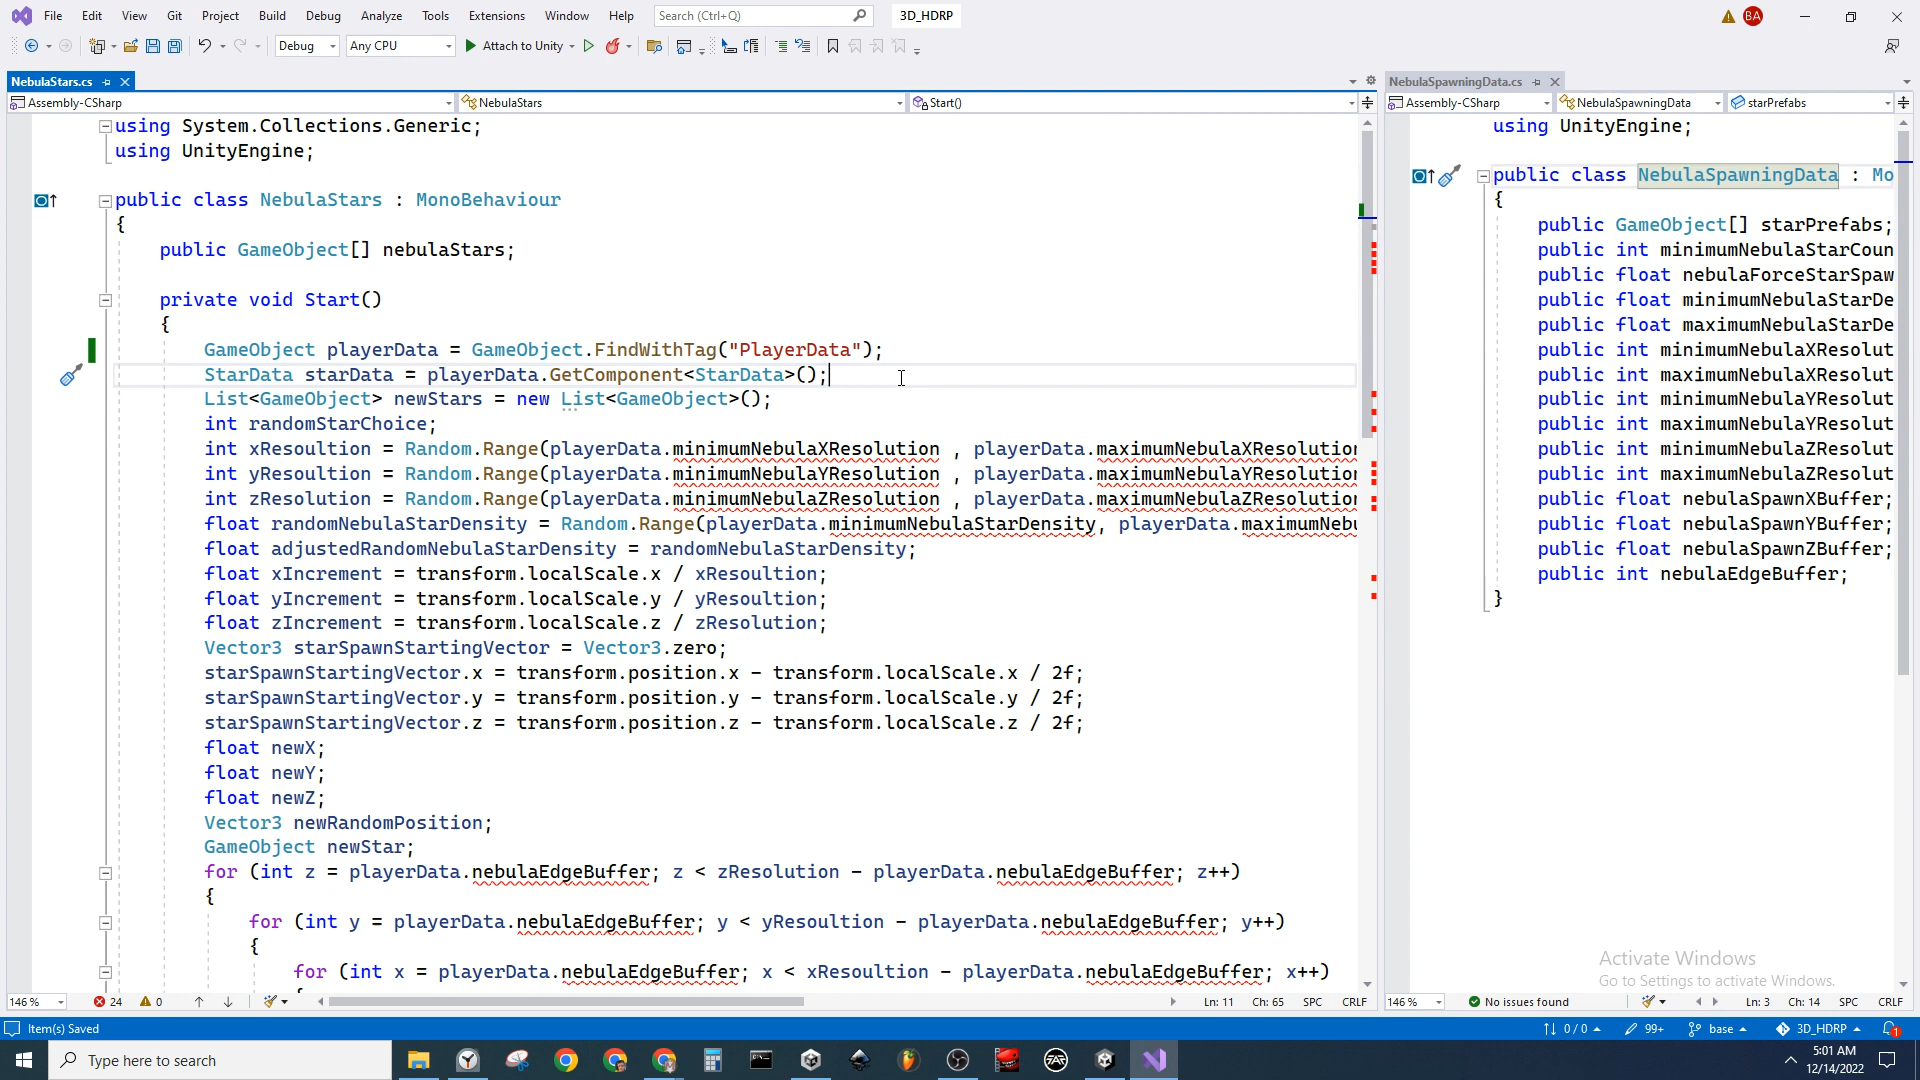 File Edit View Git Project Build Debug Analyze Tools Extensions Window Help Search (Ctrl+Q) 3D_HDRP BA
Debug Any CPU Attach to Unity
NebulaStars.cs
Assembly-CSharp NebulaStars Start()
using System.Collections.Generic;
using UnityEngine;
public class NebulaStars : MonoBehaviour
{
public GameObject[] nebulaStars;
private void Start()
{
GameObject playerData = GameObject.FindWithTag("PlayerData");
StarData starData = playerData.GetComponent<StarData>();
List<GameObject> newStars = new List<GameObject>();
int randomStarChoice;
int xResoultion = Random.Range(playerData.minimumNebulaXResolution , playerData.maximumNebulaXResolution
int yResoultion = Random.Range(playerData.minimumNebulaYResolution , playerData.maximumNebulaYResolution
int zResolution = Random.Range(playerData.minimumNebulaZResolution , playerData.maximumNebulaZResolution
float randomNebulaStarDensity = Random.Range(playerData.minimumNebulaStarDensity, playerData.maximumNebu
float adjustedRandomNebulaStarDensity = randomNebulaStarDensity;
float xIncrement = transform.localScale.x / xResoultion;
float yIncrement = transform.localScale.y / yResoultion;
float zIncrement = transform.localScale.z / zResolution;
Vector3 starSpawnStartingVector = Vector3.zero;
starSpawnStartingVector.x = transform.position.x - transform.localScale.x / 2f;
starSpawnStartingVector.y = transform.position.y - transform.localScale.y / 2f;
starSpawnStartingVector.z = transform.position.z - transform.localScale.z / 2f;
float newX;
float newY;
float newZ;
Vector3 newRandomPosition;
GameObject newStar;
for (int z = playerData.nebulaEdgeBuffer; z < zResolution - playerData.nebulaEdgeBuffer; z++)
{
for (int y = playerData.nebulaEdgeBuffer; y < yResoultion - playerData.nebulaEdgeBuffer; y++)
{
for (int x = playerData.nebulaEdgeBuffer; x < xResoultion - playerData.nebulaEdgeBuffer; x++)
146 % 24 0 Ln: 11 Ch: 65 SPC CRLF
NebulaSpawningData.cs
Assembly-CSharp NebulaSpawningData starPrefabs
using UnityEngine;
public class NebulaSpawningData : Mo
{
public GameObject[] starPrefabs;
public int minimumNebulaStarCoun
public float nebulaForceStarSpaw
public float minimumNebulaStarDe
public float maximumNebulaStarDe
public int minimumNebulaXResolut
public int maximumNebulaXResolut
public int minimumNebulaYResolut
public int maximumNebulaYResolut
public int minimumNebulaZResolut
public int maximumNebulaZResolut
public float nebulaSpawnXBuffer;
public float nebulaSpawnYBuffer;
public float nebulaSpawnZBuffer;
public int nebulaEdgeBuffer;
}
Activate Windows
Go to Settings to activate Windows.
146 % No issues found Ln: 3 Ch: 14 SPC CRLF
Item(s) Saved 0 / 0 99+ base 3D_HDRP 1
Type here to search
5:01 AM
12/14/2022